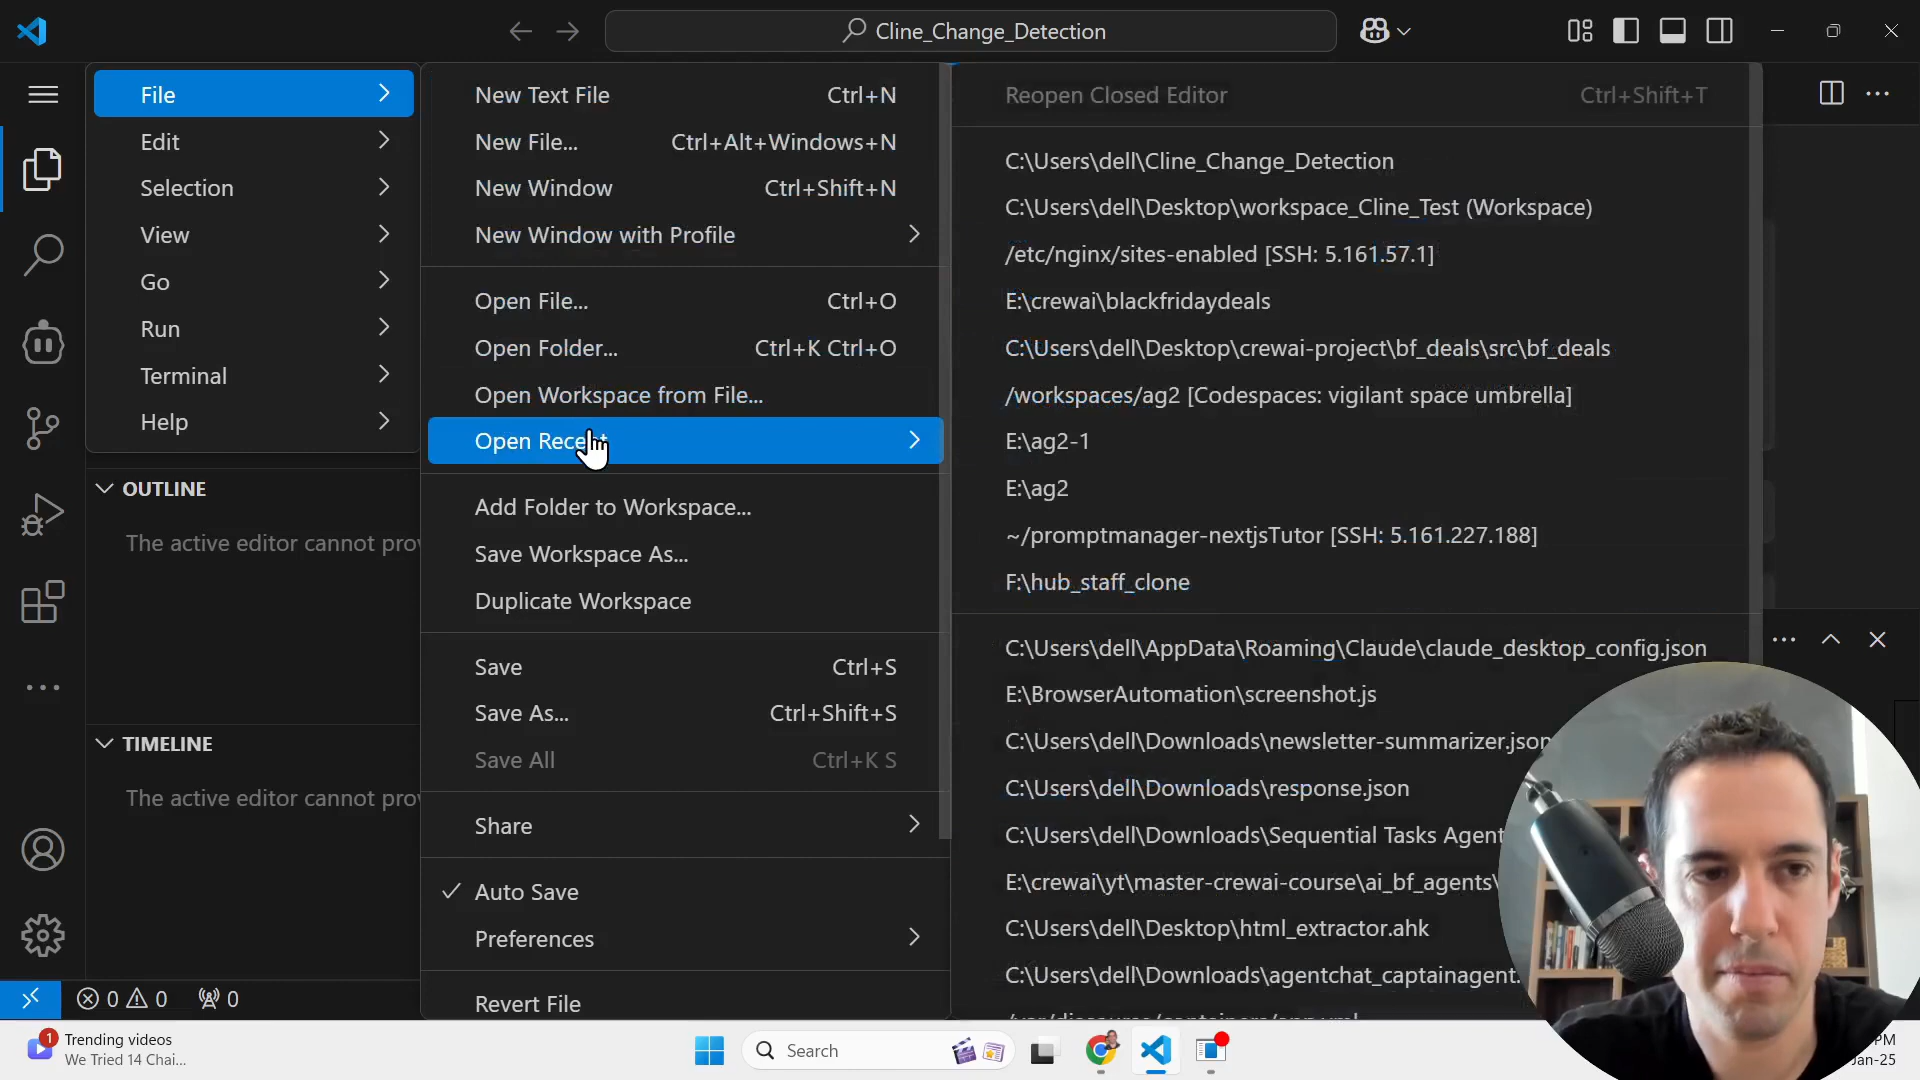 Cline_Change_Detection
File
Edit
Selection
View
Go
Run
Terminal
Help
OUTLINE
The active editor cannot pro
TIMELINE
The active editor cannot pro
New Text File Ctrl+N
New File... Ctrl+Alt+Windows+N
New Window Ctrl+Shift+N
New Window with Profile
Open File... Ctrl+O
Open Folder... Ctrl+K Ctrl+O
Open Workspace from File...
Open Recent
Add Folder to Workspace...
Save Workspace As...
Duplicate Workspace
Save Ctrl+S
Save As... Ctrl+Shift+S
Save All Ctrl+K S
Share
Auto Save
Preferences
Revert File
Reopen Closed Editor Ctrl+Shift+T
C:\Users\dell\Cline_Change_Detection
C:\Users\dell\Desktop\workspace_Cline_Test (Workspace)
/etc/nginx/sites-enabled [SSH: 5.161.57.1]
E:\crewai\blackfridaydeals
C:\Users\dell\Desktop\crewai-project\bf_deals\src\bf_deals
/workspaces/ag2 [Codespaces: vigilant space umbrella]
E:\ag2-1
E:\ag2
~/promptmanager-nextjsTutor [SSH: 5.161.227.188]
F:\hub_staff_clone
C:\Users\dell\AppData\Roaming\Claude\claude_desktop_config.json
E:\BrowserAutomation\screenshot.js
C:\Users\dell\Downloads\newsletter-summarizer.json
C:\Users\dell\Downloads\response.json
C:\Users\dell\Downloads\Sequential Tasks Agent
E:\crewai\yt\master-crewai-course\ai_bf_agents\
C:\Users\dell\Desktop\html_extractor.ahk
C:\Users\dell\Downloads\agentchat_captainagent.
0 0 0
1
Trending videos
We Tried 14 Chai...
Search
PM
Jan-25